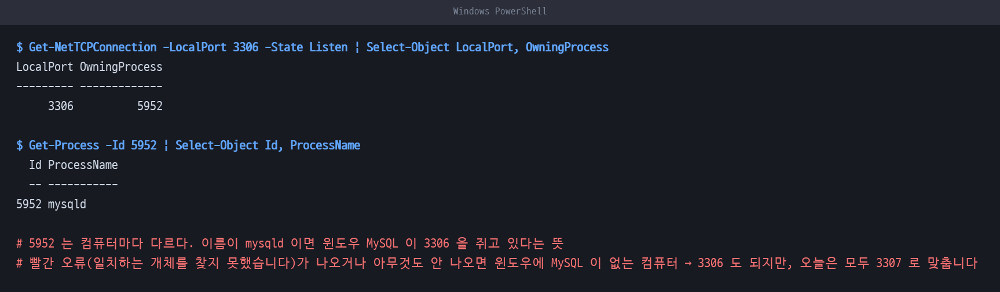 Windows PowerShell
$ Get-NetTCPConnection -LocalPort 3306 -State Listen | Select-Object LocalPort, OwningProcess
LocalPort OwningProcess
--------- -------------
     3306          5952
$ Get-Process -Id 5952 | Select-Object Id, ProcessName
  Id ProcessName
  -- -----------
5952 mysqld
# 5952 는 컴퓨터마다 다르다. 이름이 mysqld 이면 윈도우 MySQL 이 3306 을 쥐고 있다는 뜻
# 빨간 오류(일치하는 개체를 찾지 못했습니다)가 나오거나 아무것도 안 나오면 윈도우에 MySQL 이 없는 컴퓨터 → 3306 도 되지만, 오늘은 모두 3307 로 맞춥니다